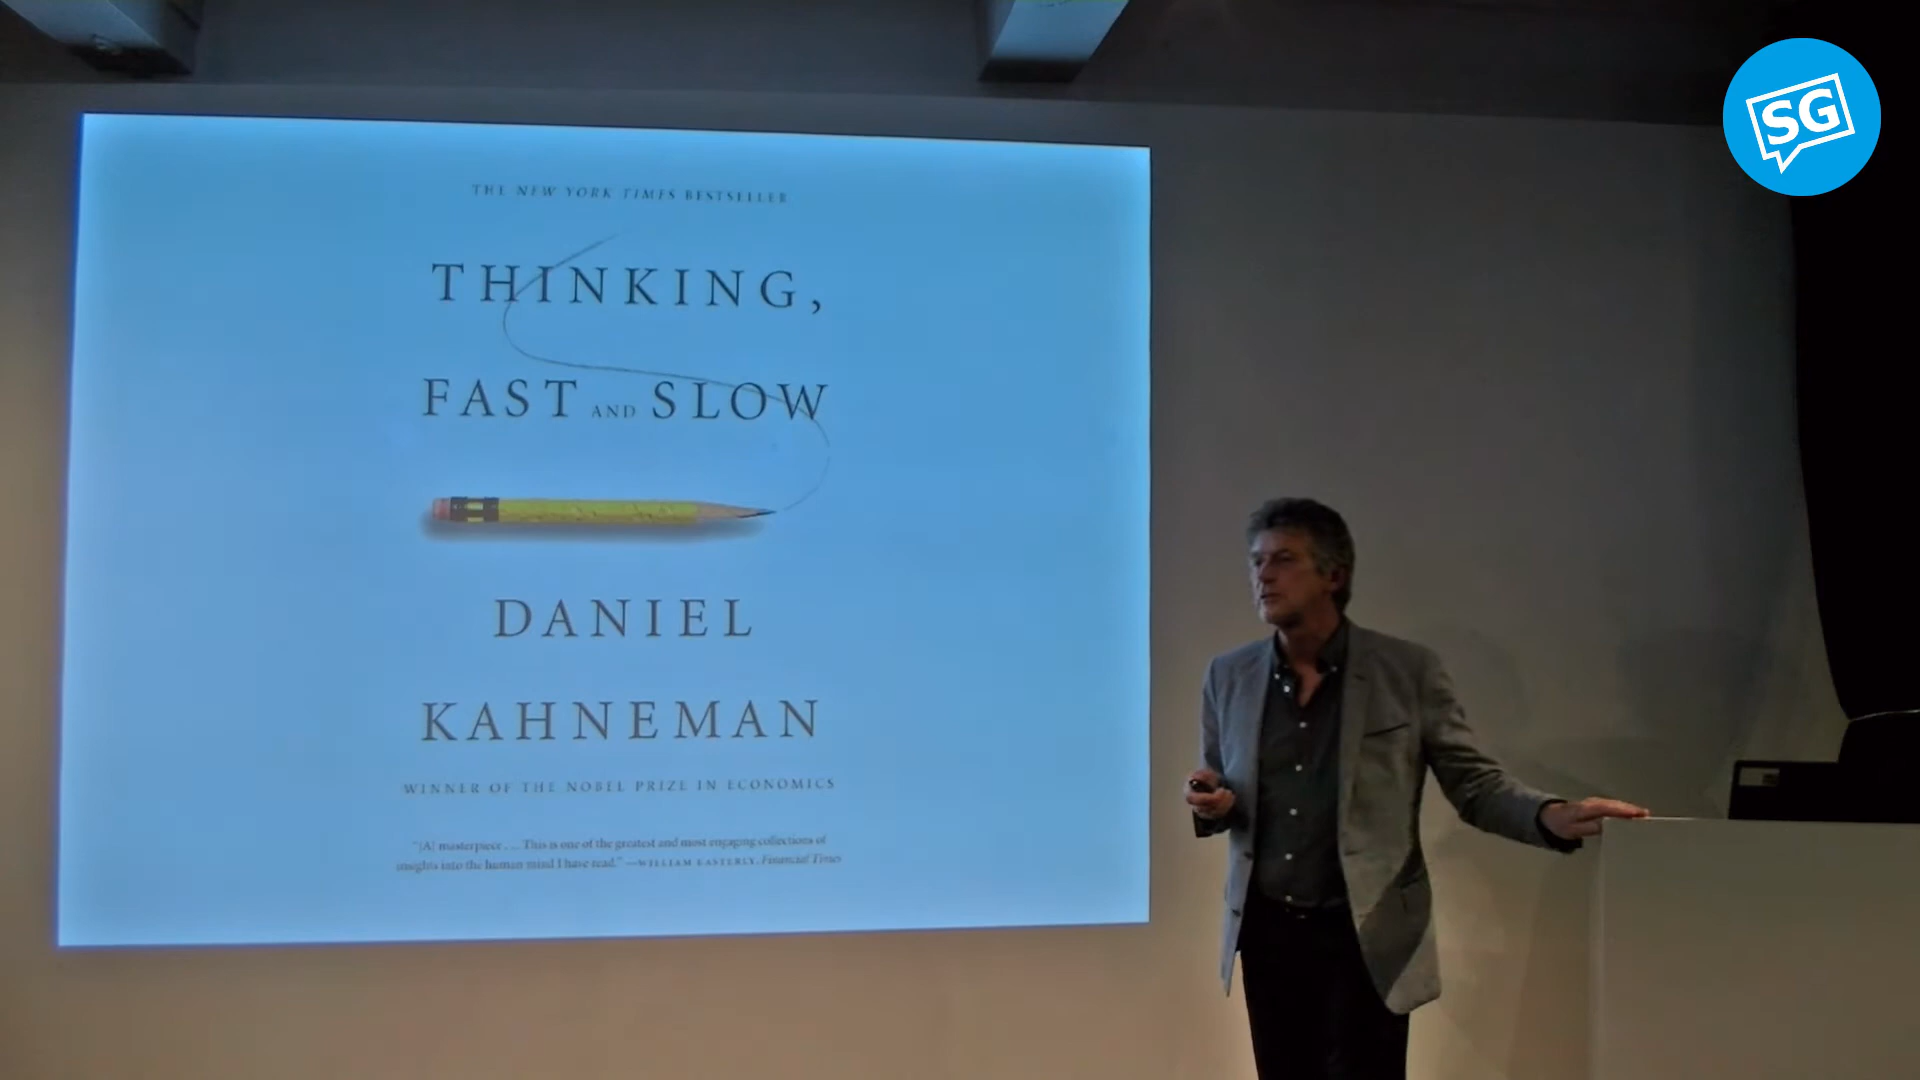 SG
THE NEW YORK TIMES BESTSELLER
THINKING,
FAST AND SLOW
DANIEL
KAHNEMAN
WINNER OF THE NOBEL PRIZE IN ECONOMICS
"[A] masterpiece . . . This is one of the greatest and most engaging collections of
insights into the human mind I have read." —WILLIAM EASTERLY, Financial Times